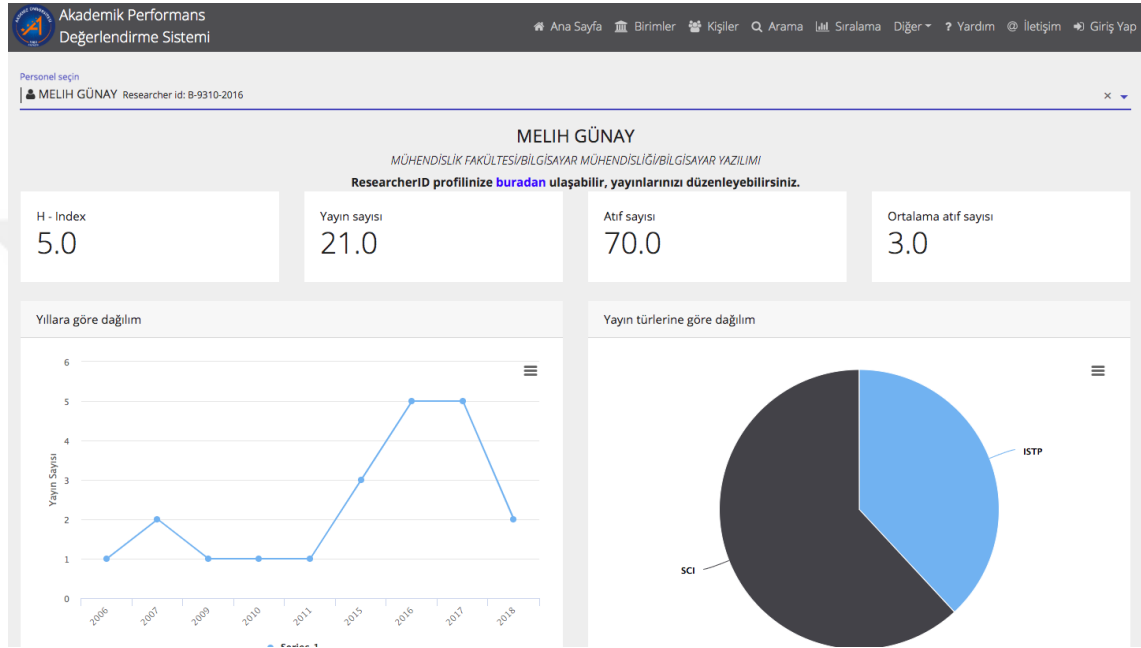 Akademik Performans
Değerlendirme Sistemi
Ana Sayfa Birimler Kişiler Arama Sıralama Diğer ? Yardım @ İletişim Giriş Yap
Personel seçin
MELIH GÜNAY Researcher id: B-9310-2016
MELIH GÜNAY
MÜHENDİSLİK FAKÜLTESİ/BİLGİSAYAR MÜHENDİSLİĞİ/BİLGİSAYAR YAZILIMI
ResearcherID profilinize buradan ulaşabilir, yayınlarınızı düzenleyebilirsiniz.
H - Index
5.0
Yayın sayısı
21.0
Atıf sayısı
70.0
Ortalama atıf sayısı
3.0
Yıllara göre dağılım
Yayın Sayısı
6
5
4
3
2
1
0
2006 2007 2009 2010 2011 2015 2016 2017 2018
Series 1
Yayın türlerine göre dağılım
ISTP
SCI